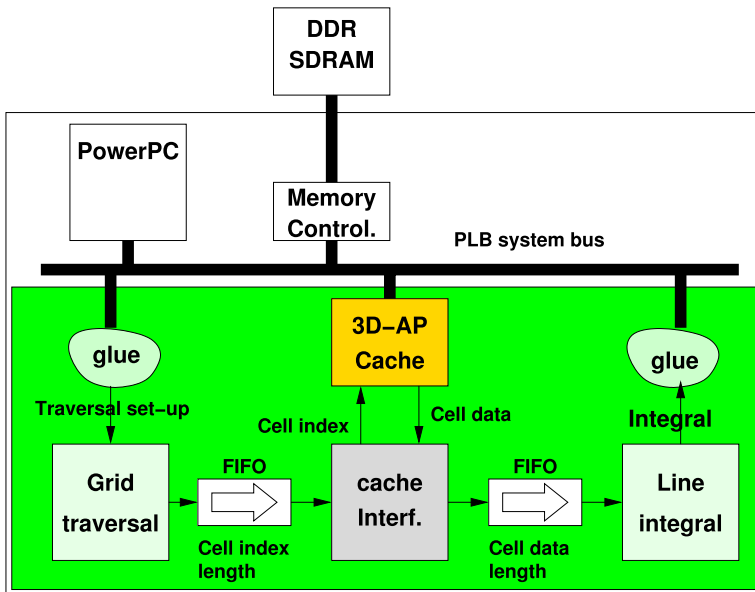 DDR
SDRAM
PowerPC
Memory
Control.
PLB system bus
glue
3D−AP
Cache
glue
Traversal set−up
Cell index
Cell data
Integral
Grid
traversal
FIFO
cache
Interf.
FIFO
Line
integral
Cell index
length
Cell data
length